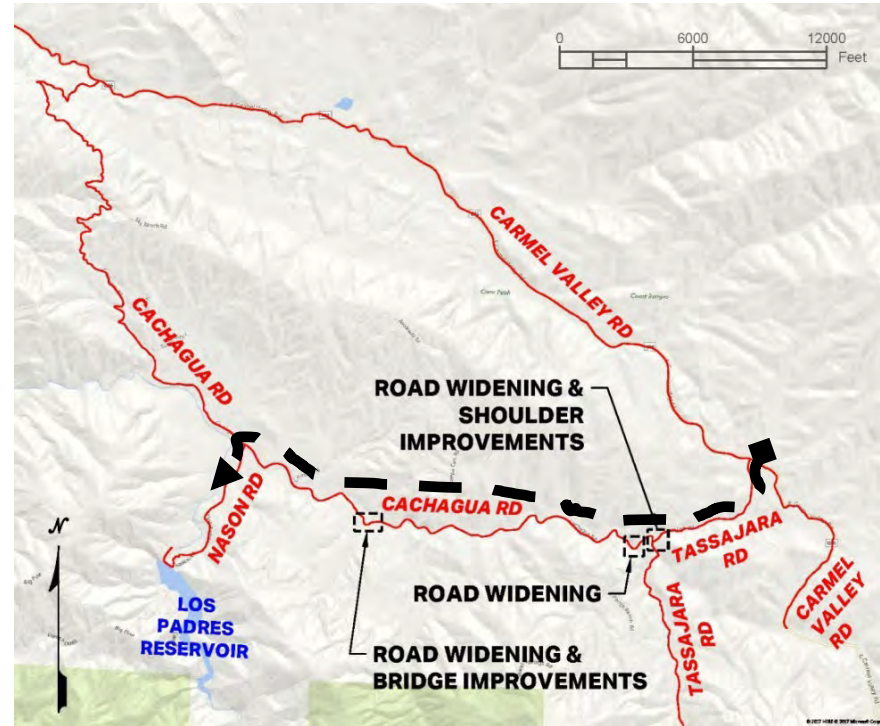 0 6000 12000
Feet
CARMEL VALLEY RD
CACHAGUA RD
ROAD WIDENING &
SHOULDER
IMPROVEMENTS
CACHAGUA RD
NASON RD
TASSAJARA
RD
ROAD WIDENING
CARMEL
VALLEY
RD
TASSAJARA
RD
LOS
PADRES
RESERVOIR
N
ROAD WIDENING &
BRIDGE IMPROVEMENTS